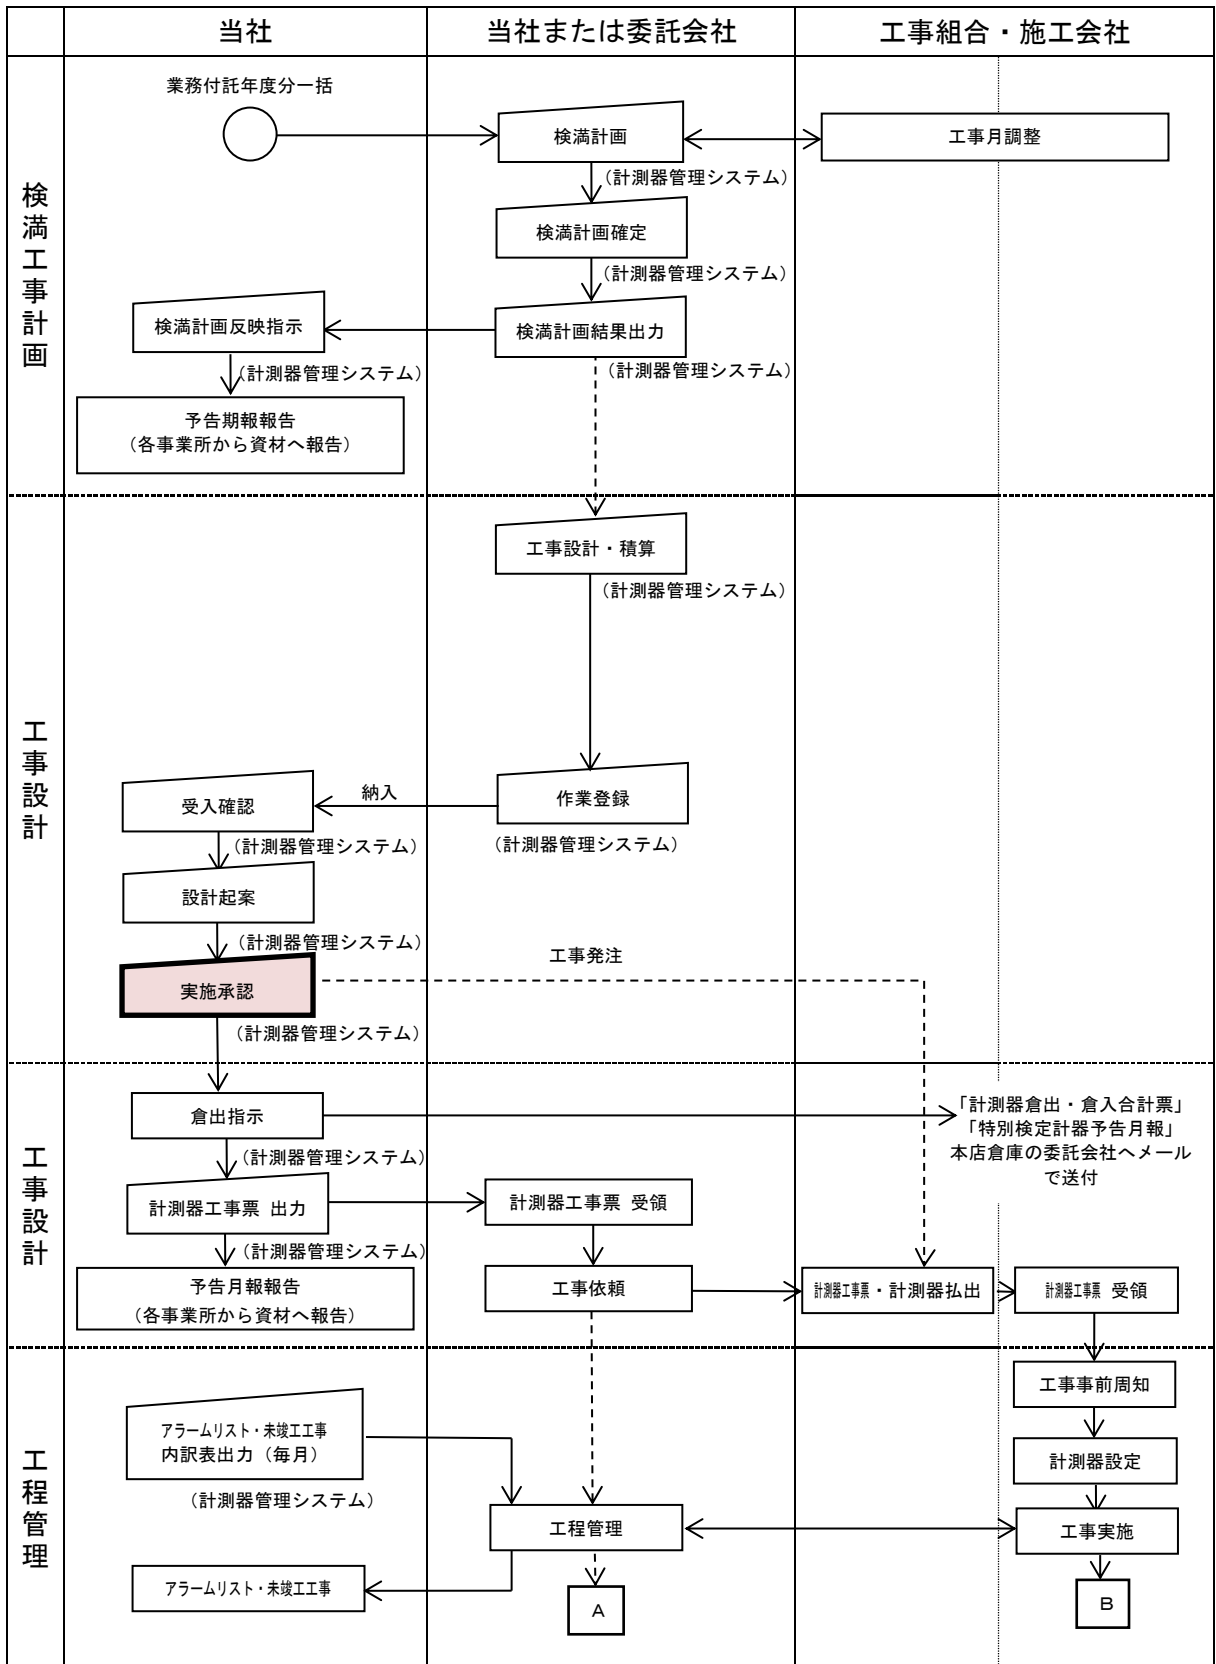 当社
当社または委託会社
工事組合・施工会社
検満工事計画
業務付託年度分一括
検満計画
工事月調整
（計測器管理システム）
検満計画確定
（計測器管理システム）
検満計画反映指示
検満計画結果出力
（計測器管理システム）
（計測器管理システム）
予告期報報告
（各事業所から資材へ報告）
工事設計
工事設計・積算
（計測器管理システム）
受入確認
納入
作業登録
（計測器管理システム）
（計測器管理システム）
設計起案
（計測器管理システム）
工事発注
実施承認
（計測器管理システム）
工事設計
倉出指示
「計測器倉出・倉入合計票」
「特別検定計器予告月報」
本店倉庫の委託会社へメール
で送付
（計測器管理システム）
計測器工事票 出力
計測器工事票 受領
（計測器管理システム）
予告月報報告
（各事業所から資材へ報告）
工事依頼
計測器工事票・計測器払出
計測器工事票 受領
工程管理
工事事前周知
アラームリスト・未竣工工事
内訳表出力（毎月）
（計測器管理システム）
計測器設定
工程管理
工事実施
アラームリスト・未竣工工事
A
B